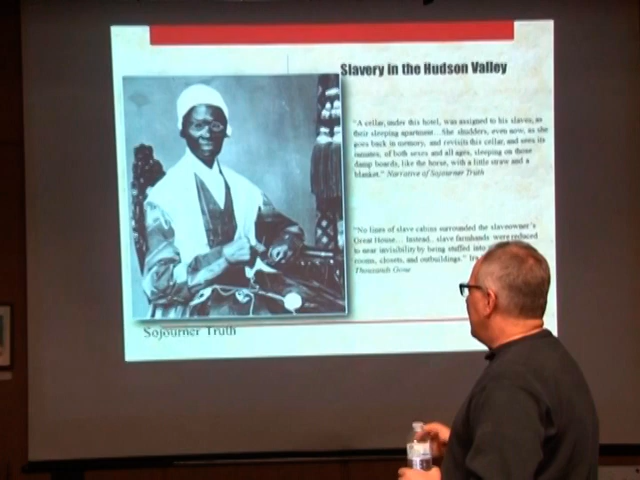 Slavery in the Hudson Valley
"A cellar, under this hotel, was assigned to his slaves, as
their sleeping apartment... She shudders, even now, as she
goes back in memory, and revisits this cellar, and sees its
inmates, of both sexes and all ages, sleeping on those
damp boards, like the horse, with a little straw and a
blanket." Narrative of Sojourner Truth
"No lines of slave cabins surrounded the slaveowner's
Great House... Instead.. slave farmhands were reduced
to near invisibility by being stuffed into
rooms, closets, and outbuildings."
Thousands Gone
Sojourner Truth